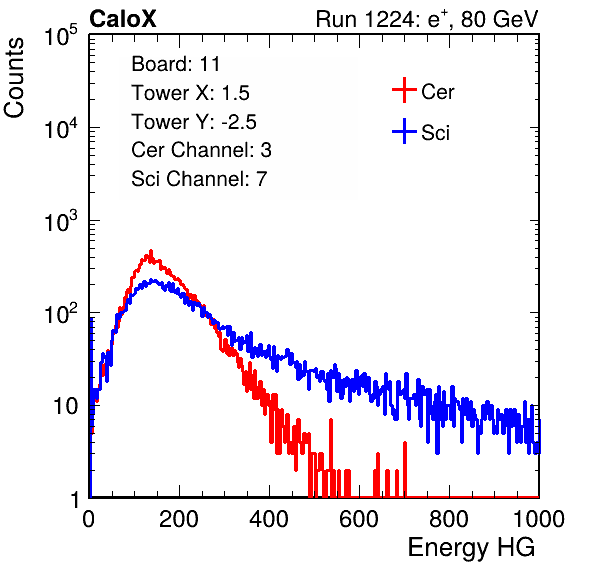 CaloX Run 1224: e⁺, 80 GeV
Counts
10⁵
10⁴
10³
10²
10
1
Board: 11
Tower X: 1.5
Tower Y: -2.5
Cer Channel: 3
Sci Channel: 7
Cer
Sci
0 200 400 600 800 1000
Energy HG